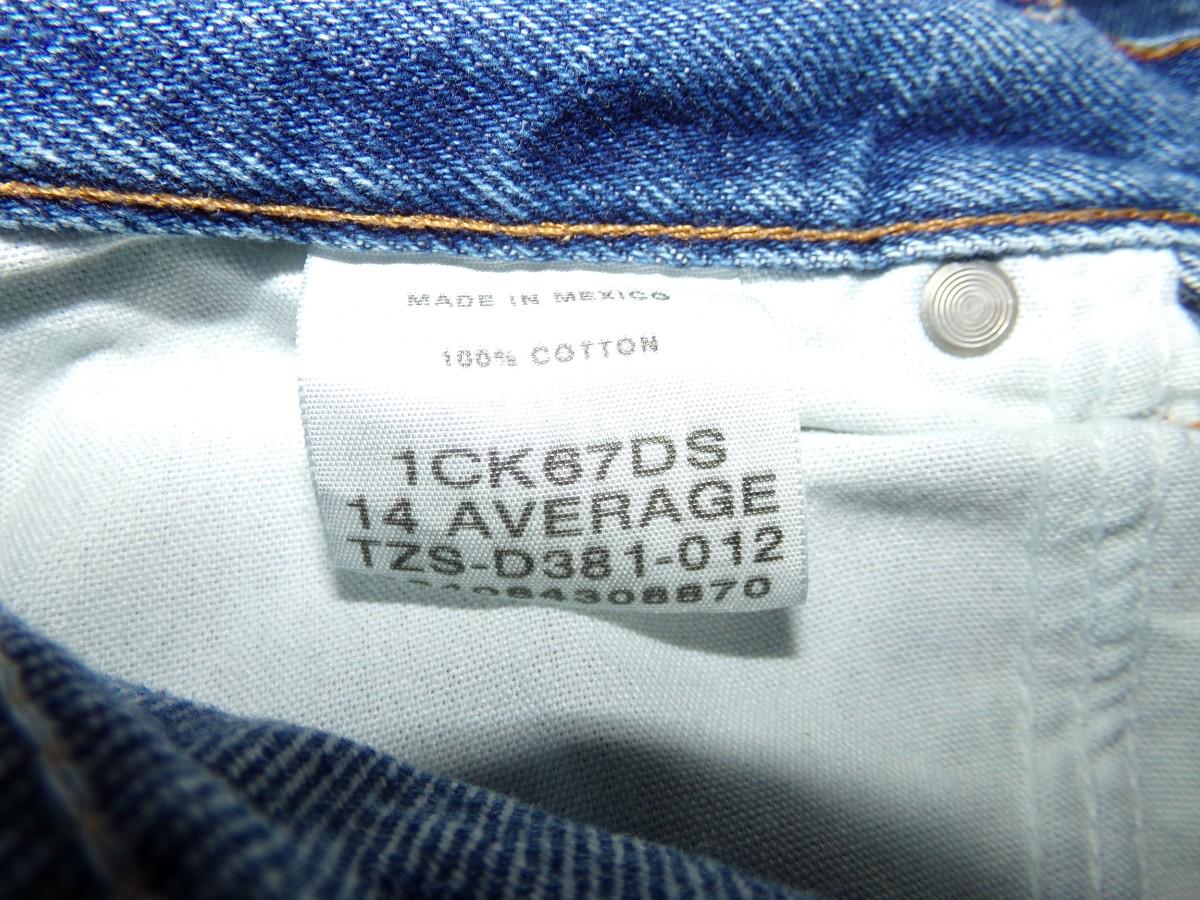 MADE IN MEXICO
100% COTTON
1CK67DS
14 AVERAGE
TZS-D381-012